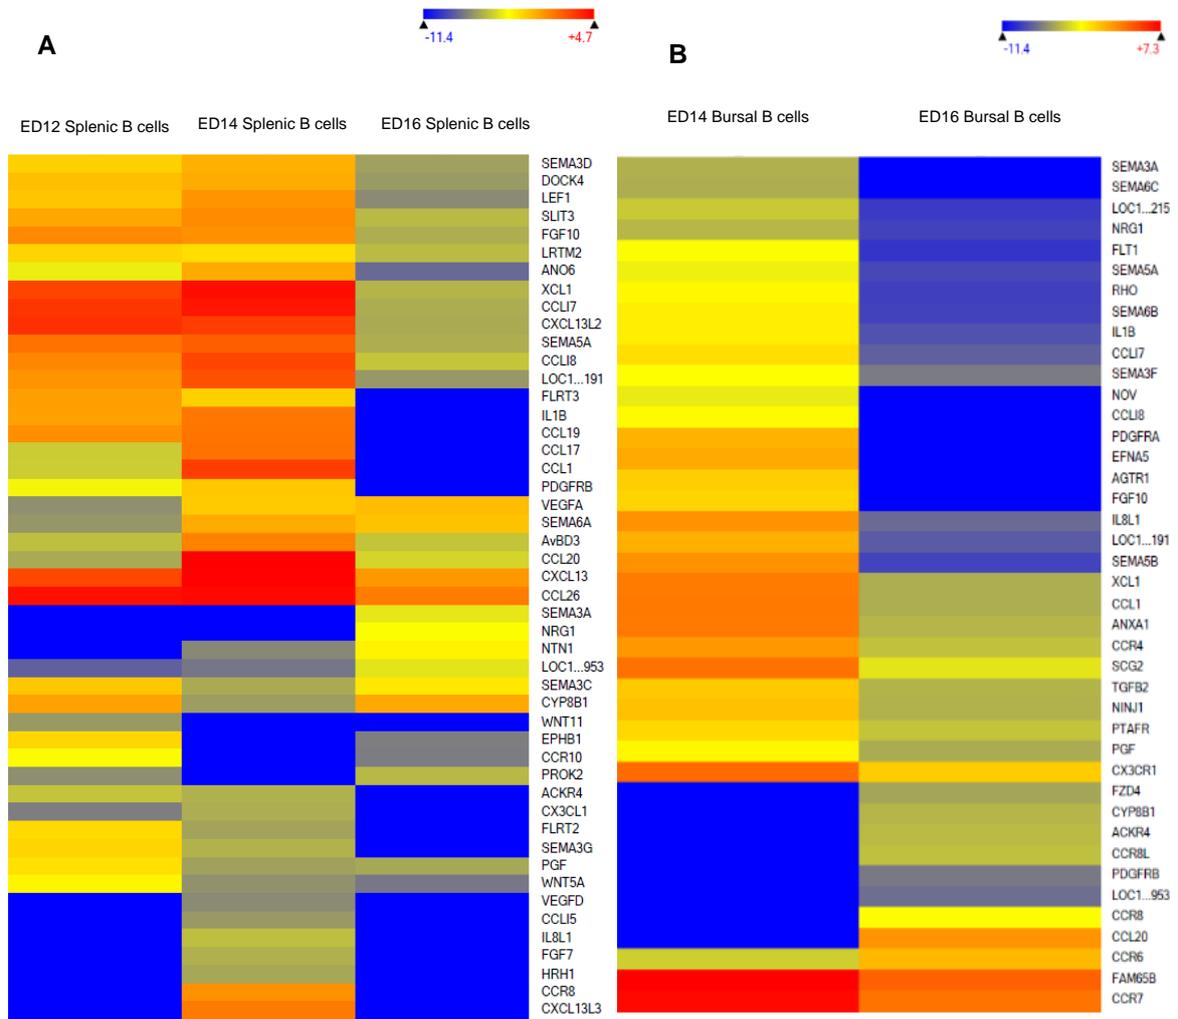 A
-11.4 +4.7
ED12 Splenic B cells ED14 Splenic B cells ED16 Splenic B cells
SEMA3D
DOCK4
LEF1
SLIT3
FGF10
LRTM2
ANO6
XCL1
CCLI7
CXCL13L2
SEMA5A
CCLI8
LOC1...191
FLRT3
IL1B
CCL19
CCL17
CCL1
PDGFRB
VEGFA
SEMA6A
AvBD3
CCL20
CXCL13
CCL26
SEMA3A
NRG1
NTN1
LOC1...953
SEMA3C
CYP8B1
WNT11
EPHB1
CCR10
PROK2
ACKR4
CX3CL1
FLRT2
SEMA3G
PGF
WNT5A
VEGFD
CCLI5
IL8L1
FGF7
HRH1
CCR8
CXCL13L3
B
-11.4 +7.3
ED14 Bursal B cells ED16 Bursal B cells
SEMA3A
SEMA6C
LOC1...215
NRG1
FLT1
SEMA5A
RHO
SEMA6B
IL1B
CCLI7
SEMA3F
NOV
CCLI8
PDGFRA
EFNA5
AGTR1
FGF10
IL8L1
LOC1...191
SEMA5B
XCL1
CCL1
ANXA1
CCR4
SCG2
TGFB2
NINJ1
PTAFR
PGF
CX3CR1
FZD4
CYP8B1
ACKR4
CCR8L
PDGFRB
LOC1...953
CCR8
CCL20
CCR6
FAM65B
CCR7